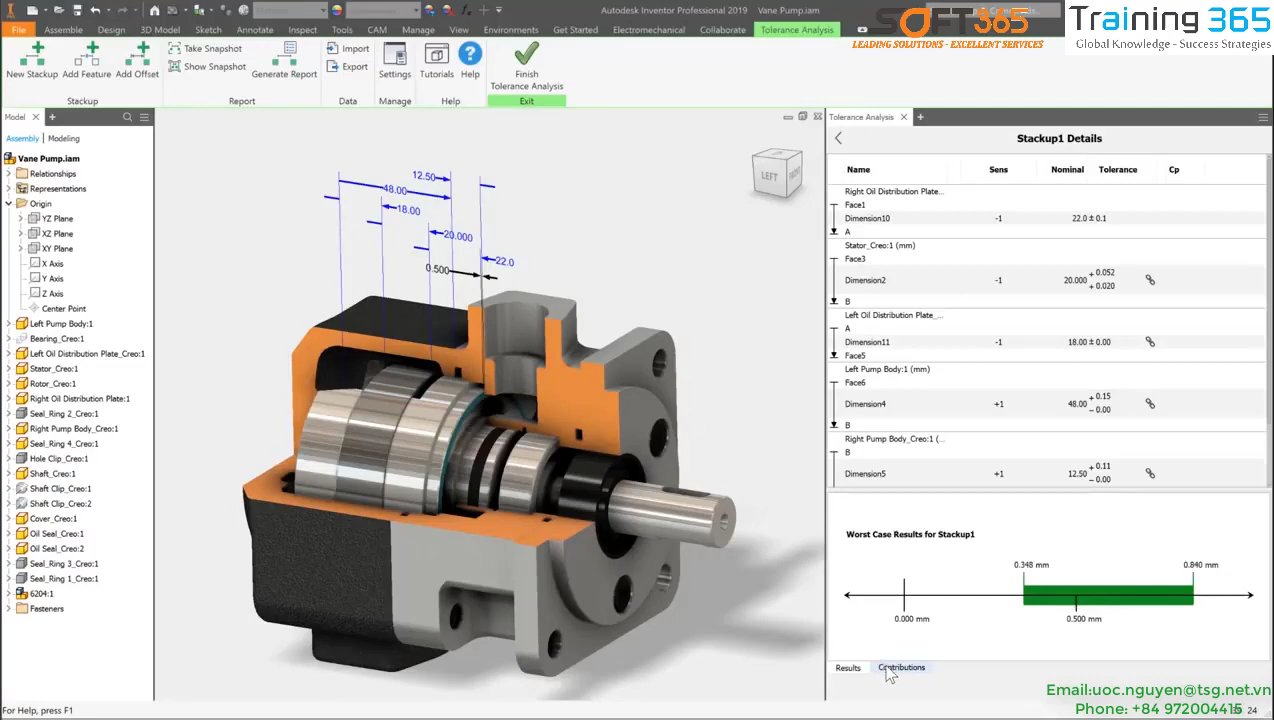 Autodesk Inventor Professional 2019 Vane Pump.iam
SOFT365
LEADING SOLUTIONS - EXCELLENT SERVICES
Training 365
Global Knowledge - Success Strategies
File Assembly Design 3D Model Sketch Annotate Inspect Tools CAM Manage View Environments Get Started Inventor Professional Electromechanical Collaborate Tolerance Analysis
New Stackup Add Feature Add Offset
Take Snapshot
Show Snapshot
Generate Report
Import
Export
Settings
Tutorials
Help
Finish
Tolerance Analysis
Stackup Report Data Manage Help Exit
Model
Assembly Modeling
Vane Pump.iam
Relationships
Representations
Origin
YZ Plane
XZ Plane
XY Plane
X Axis
Y Axis
Z Axis
Center Point
Left Pump Body:1
Bearing_Creo:1
Left Oil Distribution Plate_Creo:1
Stator_Creo:1
Rotor_Creo:1
Right Oil Distribution Plate:1
Seal_Ring 2_Creo:1
Right Pump Body_Creo:1
Seal_Ring 4_Creo:1
Hole Clip_Creo:1
Shaft_Creo:1
Shaft Clip_Creo:1
Shaft Clip_Creo:2
Cover_Creo:1
Oil Seal_Creo:1
Oil Seal_Creo:2
Seal_Ring 3_Creo:1
Seal_Ring 1_Creo:1
6204:1
Fasteners
12.50
48.00
18.00
20.000
22.0
0.500
LEFT
FRONT
Tolerance Analysis
Stackup1 Details
Name Sens Nominal Tolerance Cp
Right Oil Distribution Plate...
Face1
Dimension10 -1 22.0 ± 0.1
A
Stator_Creo:1 (mm)
Face3
Dimension2 -1 20.000 + 0.052 + 0.020
B
Left Oil Distribution Plate_...
A
Dimension11 -1 18.00 ± 0.00
Face5
Left Pump Body:1 (mm)
Face6
Dimension4 +1 48.00 + 0.15 − 0.00
B
Right Pump Body_Creo:1 (...
B
Dimension5 +1 12.50 + 0.11 − 0.00
Worst Case Results for Stackup1
0.348 mm 0.840 mm
0.000 mm 0.500 mm
Results Contributions
Email:uoc.nguyen@tsg.net.vn
Phone: +84 972004415
For Help, press F1
24